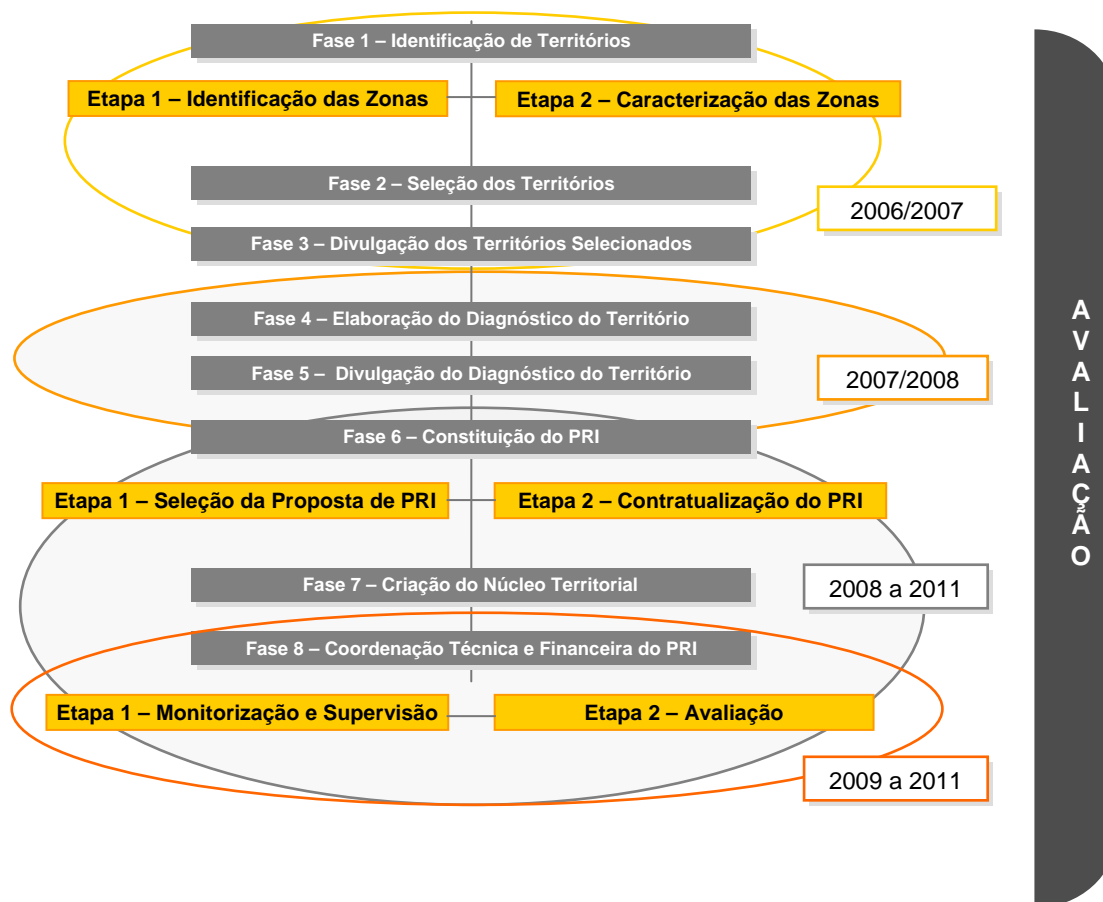 Fase 1 – Identificação de Territórios
Etapa 1 – Identificação das Zonas
Etapa 2 – Caracterização das Zonas
Fase 2 – Seleção dos Territórios
2006/2007
Fase 3 – Divulgação dos Territórios Selecionados
Fase 4 – Elaboração do Diagnóstico do Território
Fase 5 – Divulgação do Diagnóstico do Território
2007/2008
Fase 6 – Constituição do PRI
Etapa 1 – Seleção da Proposta de PRI
Etapa 2 – Contratualização do PRI
Fase 7 – Criação do Núcleo Territorial
2008 a 2011
Fase 8 – Coordenação Técnica e Financeira do PRI
Etapa 1 – Monitorização e Supervisão
Etapa 2 – Avaliação
2009 a 2011
AVALIAÇÃO